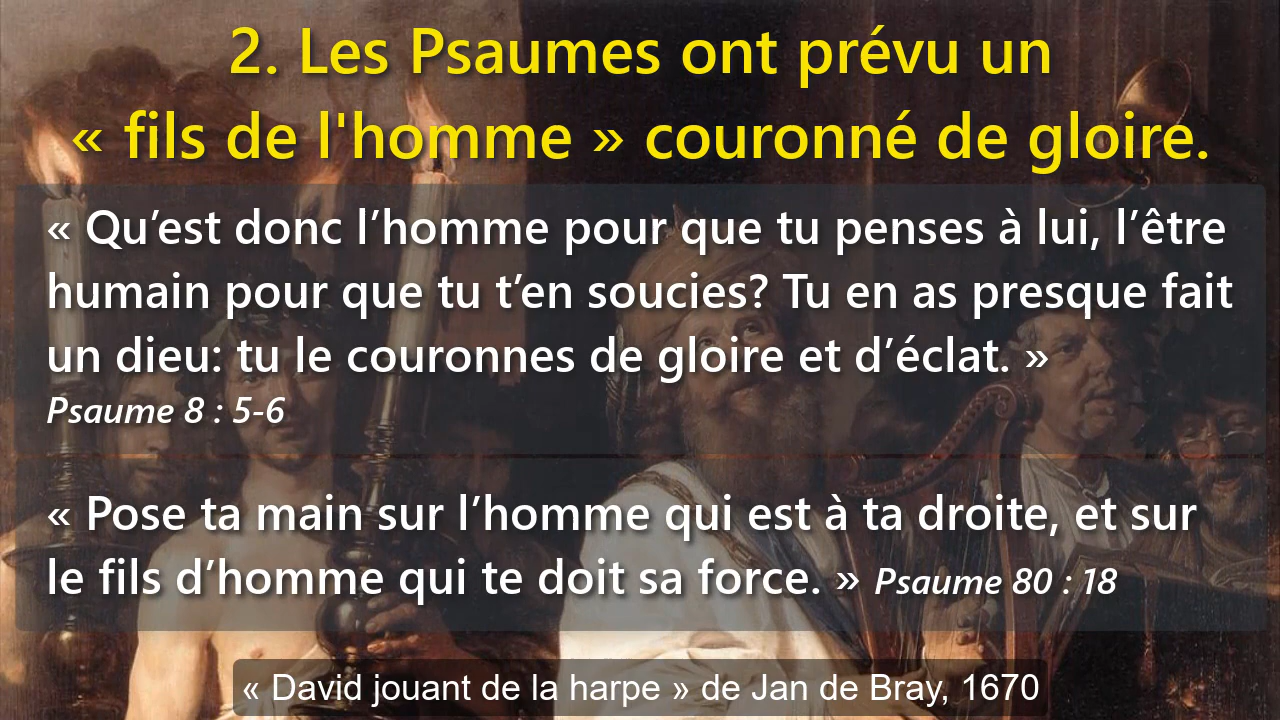 2. Les Psaumes ont prévu un
« fils de l'homme » couronné de gloire.
« Qu’est donc l’homme pour que tu penses à lui, l’être
humain pour que tu t’en soucies? Tu en as presque fait
un dieu: tu le couronnes de gloire et d’éclat. »
Psaume 8 : 5-6
« Pose ta main sur l’homme qui est à ta droite, et sur
le fils d’homme qui te doit sa force. » Psaume 80 : 18
« David jouant de la harpe » de Jan de Bray, 1670